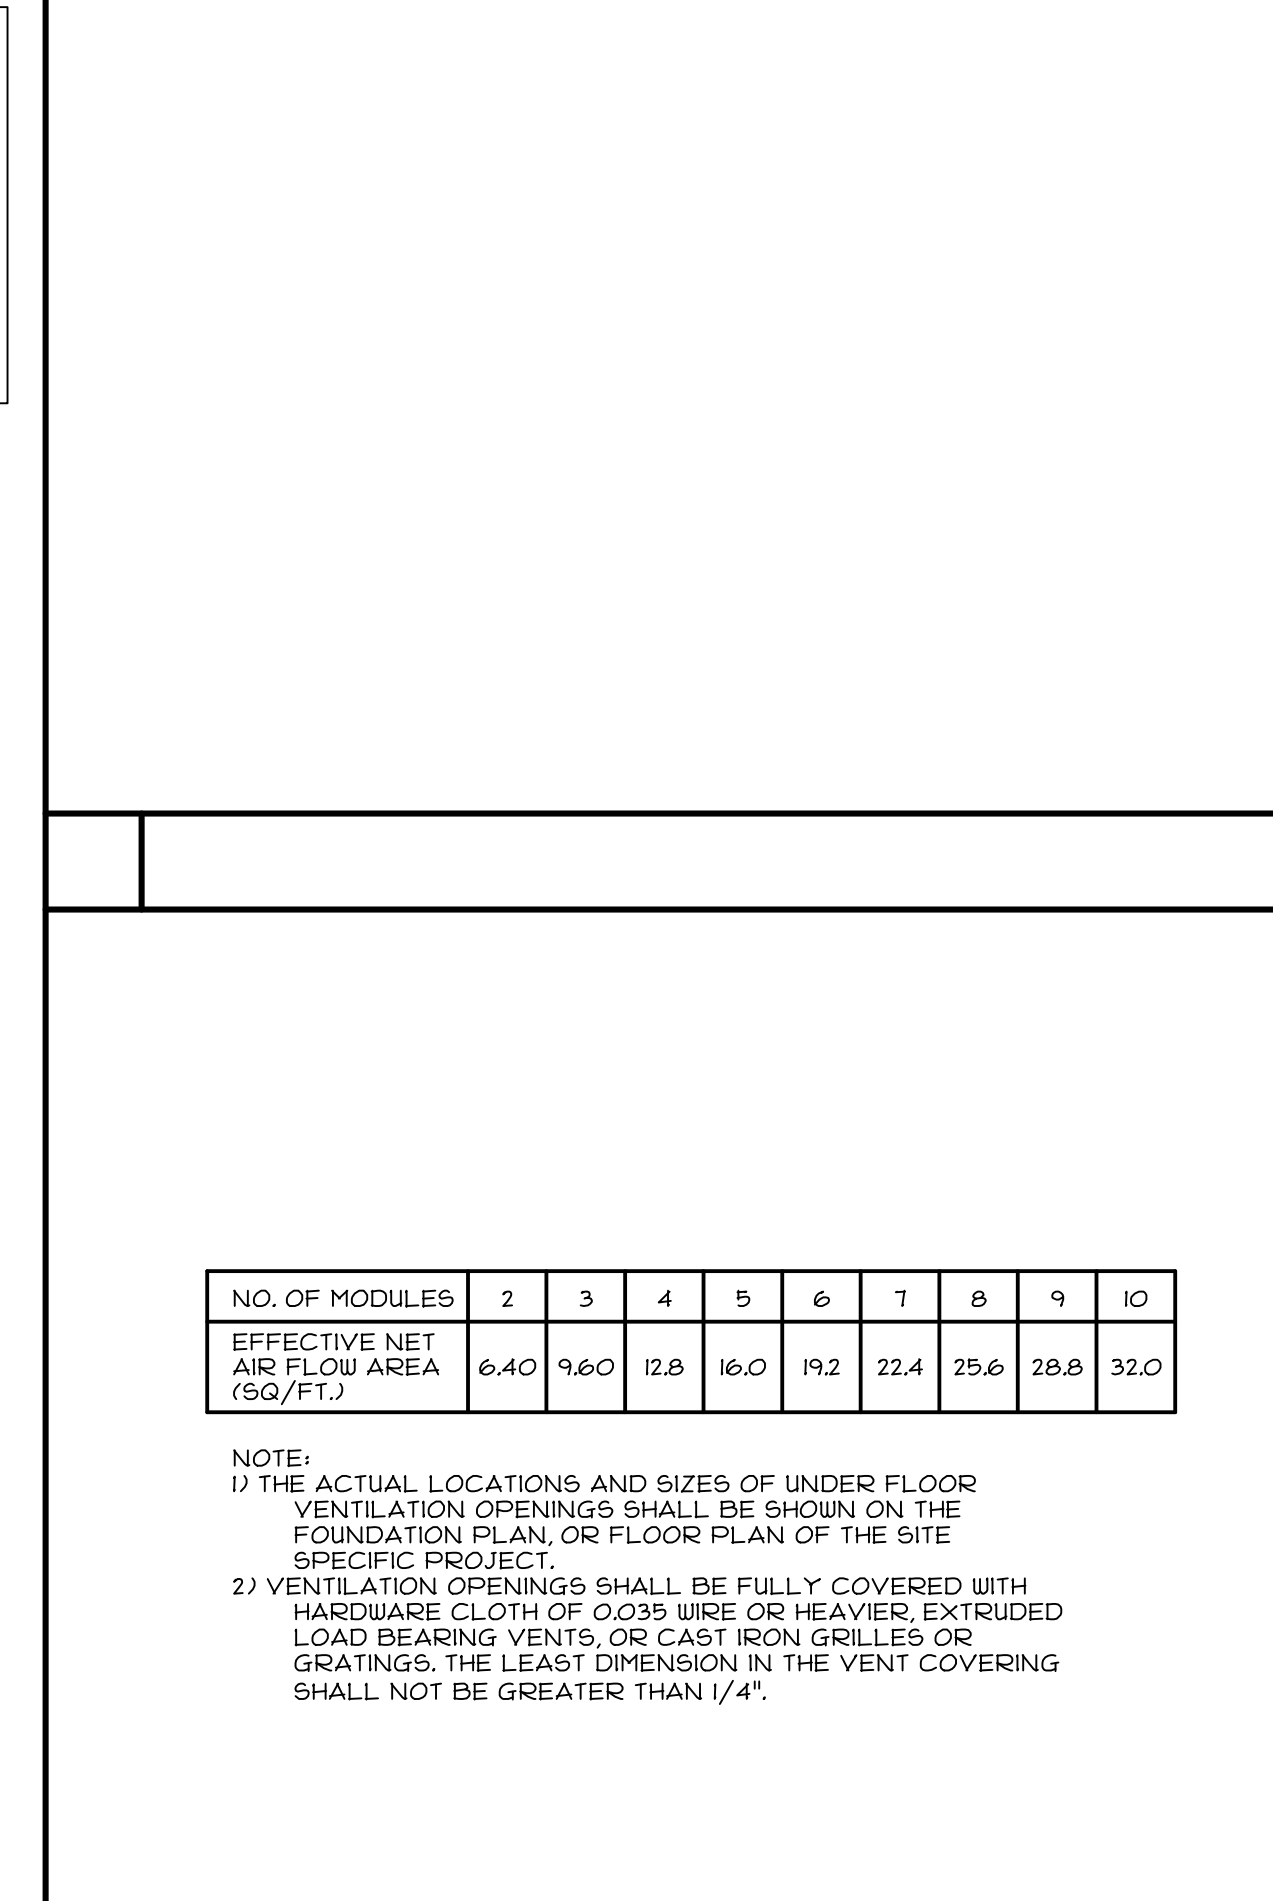 NO. OF MODULES 2 3 4 5 6 7 8 9 10
EFFECTIVE NET
AIR FLOW AREA 6.40 9.60 12.8 16.0 19.2 22.4 25.6 28.8 32.0
(SQ/FT.)
NOTE:
1) THE ACTUAL LOCATIONS AND SIZES OF UNDER FLOOR
VENTILATION OPENINGS SHALL BE SHOWN ON THE
FOUNDATION PLAN, OR FLOOR PLAN OF THE SITE
SPECIFIC PROJECT.
2) VENTILATION OPENINGS SHALL BE FULLY COVERED WITH
HARDWARE CLOTH OF 0.035 WIRE OR HEAVIER, EXTRUDED
LOAD BEARING VENTS, OR CAST IRON GRILLES OR
GRATINGS. THE LEAST DIMENSION IN THE VENT COVERING
SHALL NOT BE GREATER THAN 1/4".